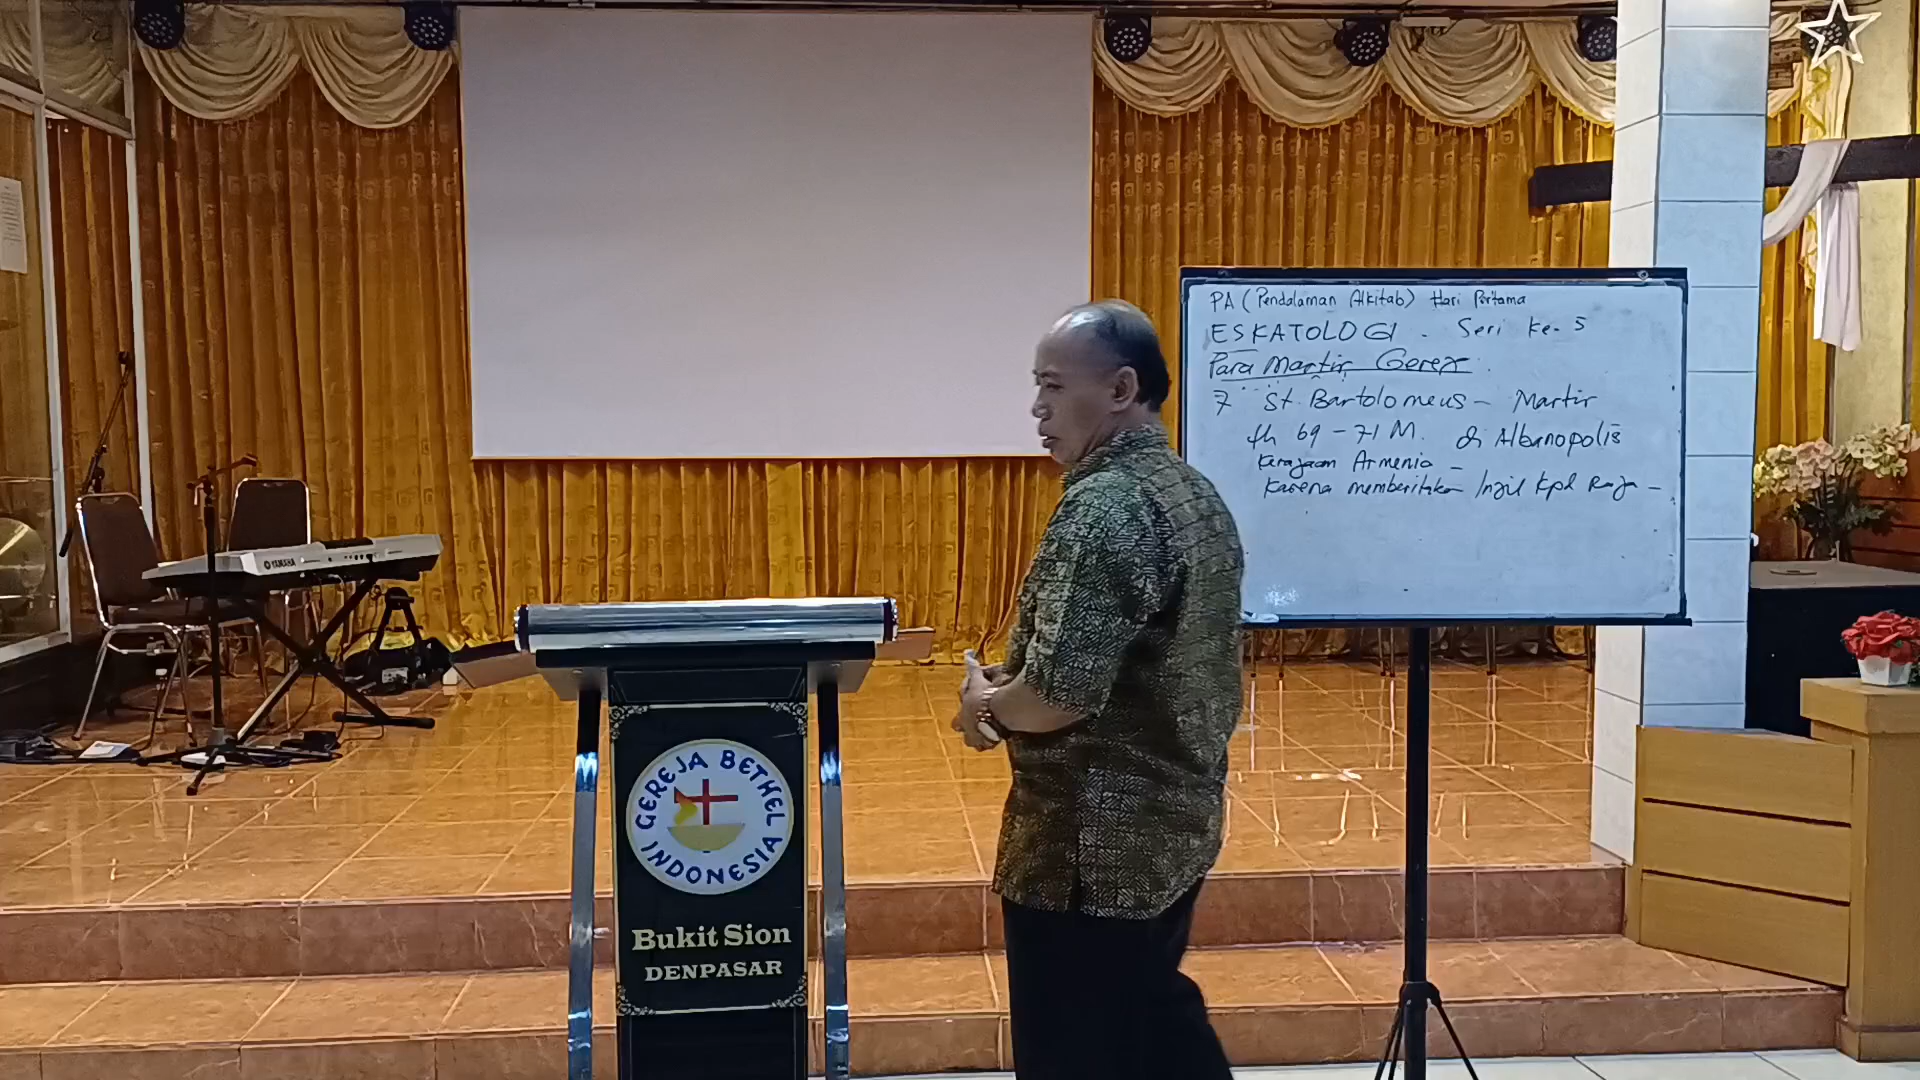 PA (Pendalaman Alkitab) Hari Pertama
ESKATOLOGI. Seri ke-5
Para Martir Gereja
7 St. Bartolomeus - Martir
th 69 - 71 M. di Albanopolis
Kerajaan Armenia -
Karena memberitakan Injil kpd Raja -
YAMAHA
GEREJA BETHEL INDONESIA
Bukit Sion
DENPASAR